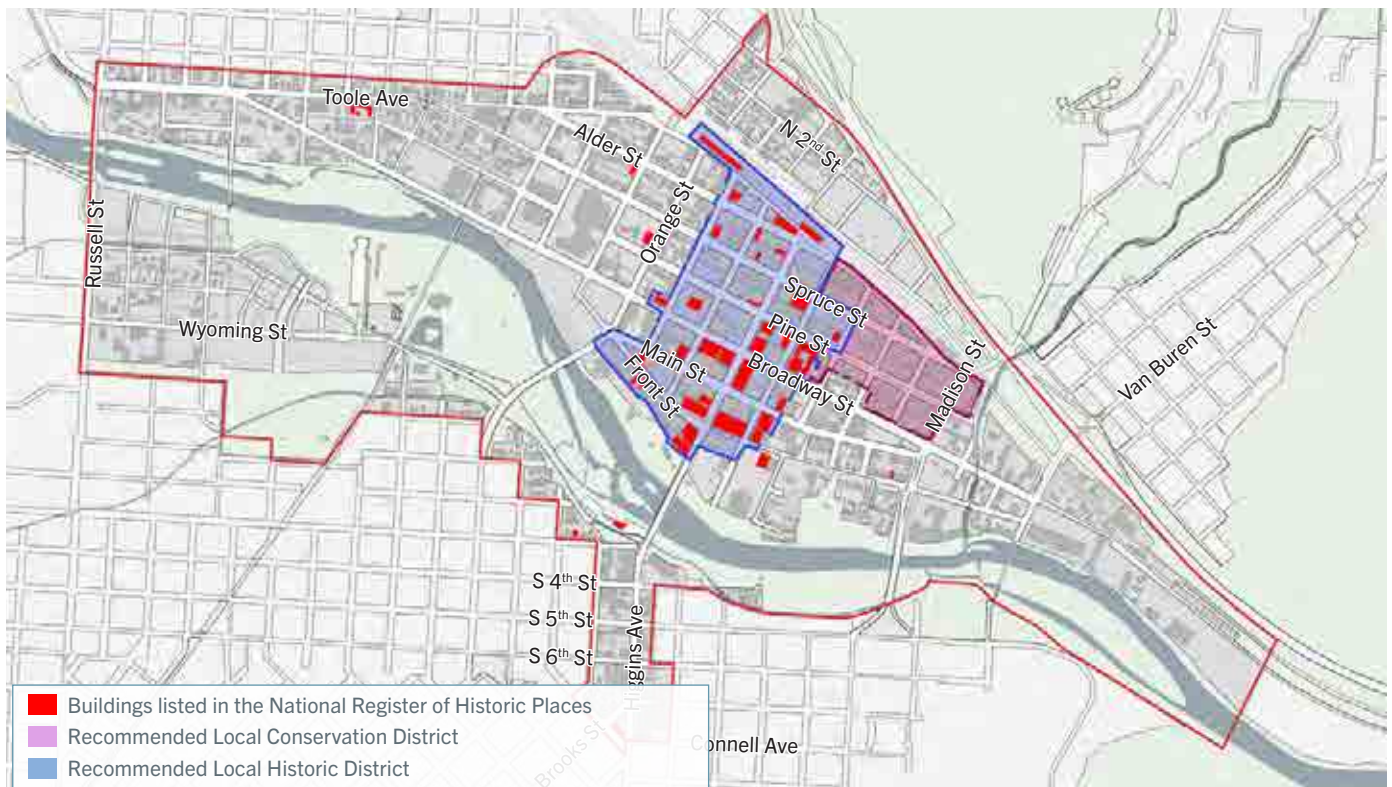 Toole Ave
Alder St
N 2nd St
Orange St
Russell St
Spruce St
Wyoming St
Pine St
Main St
Broadway St
Front St
Madison St
Van Buren St
S 4th St
S 5th St
S 6th St
Higgins Ave
Buildings listed in the National Register of Historic Places
Recommended Local Conservation District
Recommended Local Historic District
Brooks St
Connell Ave